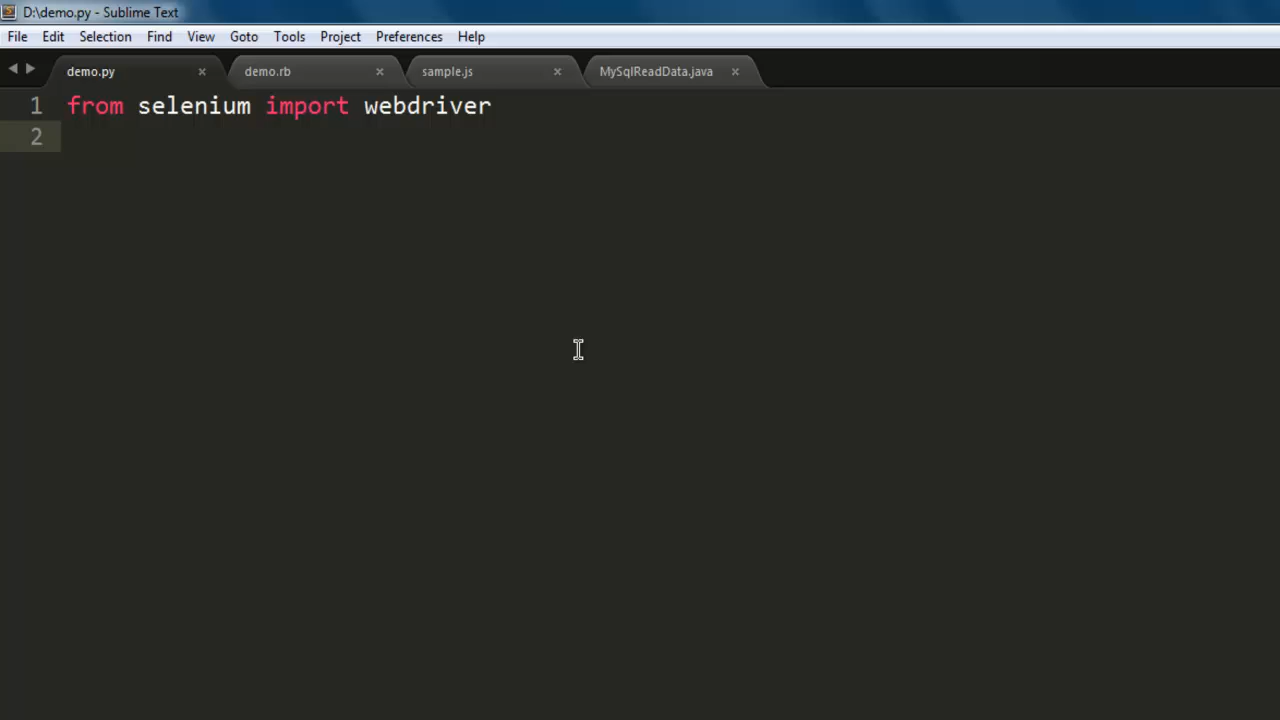 D:\demo.py - Sublime Text
File Edit Selection Find View Goto Tools Project Preferences Help
demo.py × demo.rb × sample.js × MySqlReadData.java ×
1 from selenium import webdriver
2